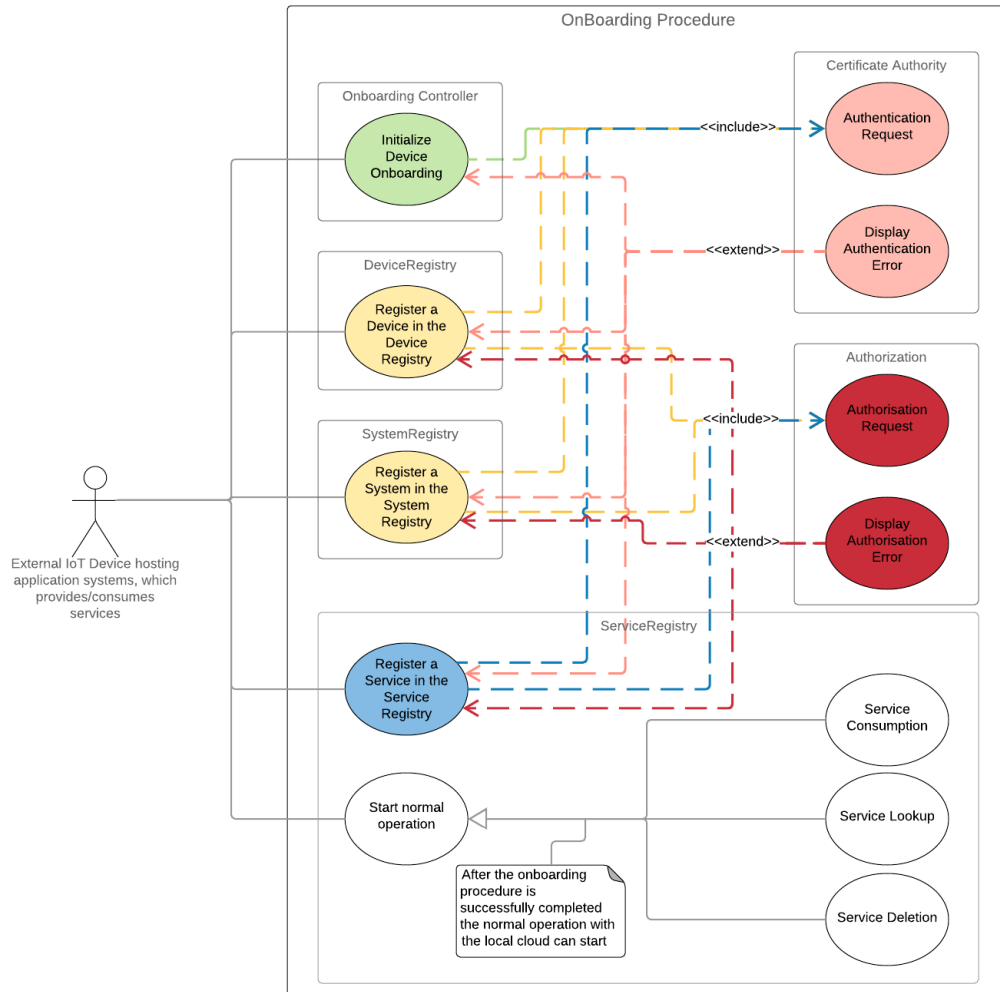 OnBoarding Procedure
Certificate Authority
Onboarding Controller
Initialize
Device
Onboarding
<<include>>
Authentication
Request
<<extend>>
Display
Authentication
Error
DeviceRegistry
Register a
Device in the
Device
Registry
Authorization
<<include>>
Authorisation
Request
SystemRegistry
Register a
System in the
System
Registry
<<extend>>
Display
Authorisation
Error
External IoT Device hosting
application systems, which
provides/consumes
services
ServiceRegistry
Register a
Service in the
Service
Registry
Service
Consumption
Start normal
operation
Service Lookup
After the onboarding
procedure is
successfully completed
the normal operation with
the local cloud can start
Service Deletion